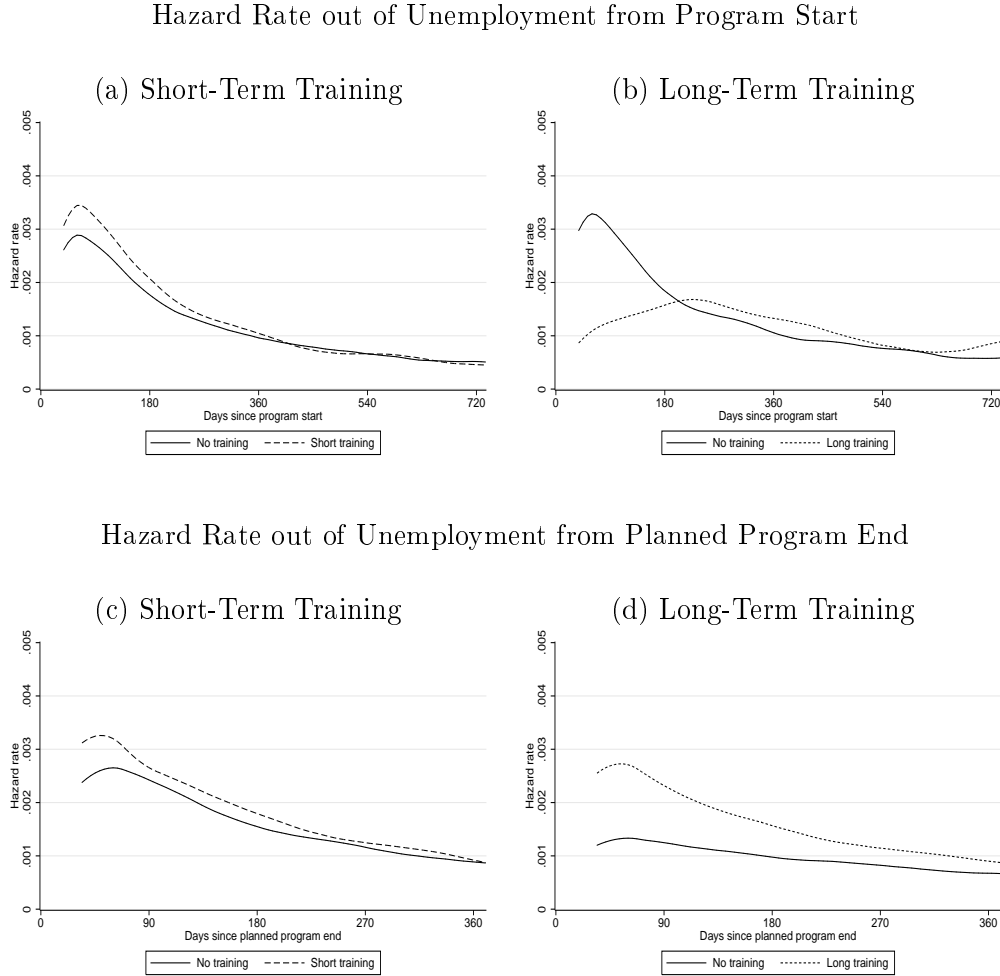 Hazard Rate out of Unemployment from Program Start
(a) Short-Term Training
Hazard rate
0 .001 .002 .003 .004 .005
0 180 360 540 720
Days since program start
No training Short training
(b) Long-Term Training
Hazard rate
0 .001 .002 .003 .004 .005
0 180 360 540 720
Days since program start
No training Long training
Hazard Rate out of Unemployment from Planned Program End
(c) Short-Term Training
Hazard rate
0 .001 .002 .003 .004 .005
0 90 180 270 360
Days since planned program end
No training Short training
(d) Long-Term Training
Hazard rate
0 .001 .002 .003 .004 .005
0 90 180 270 360
Days since planned program end
No training Long training